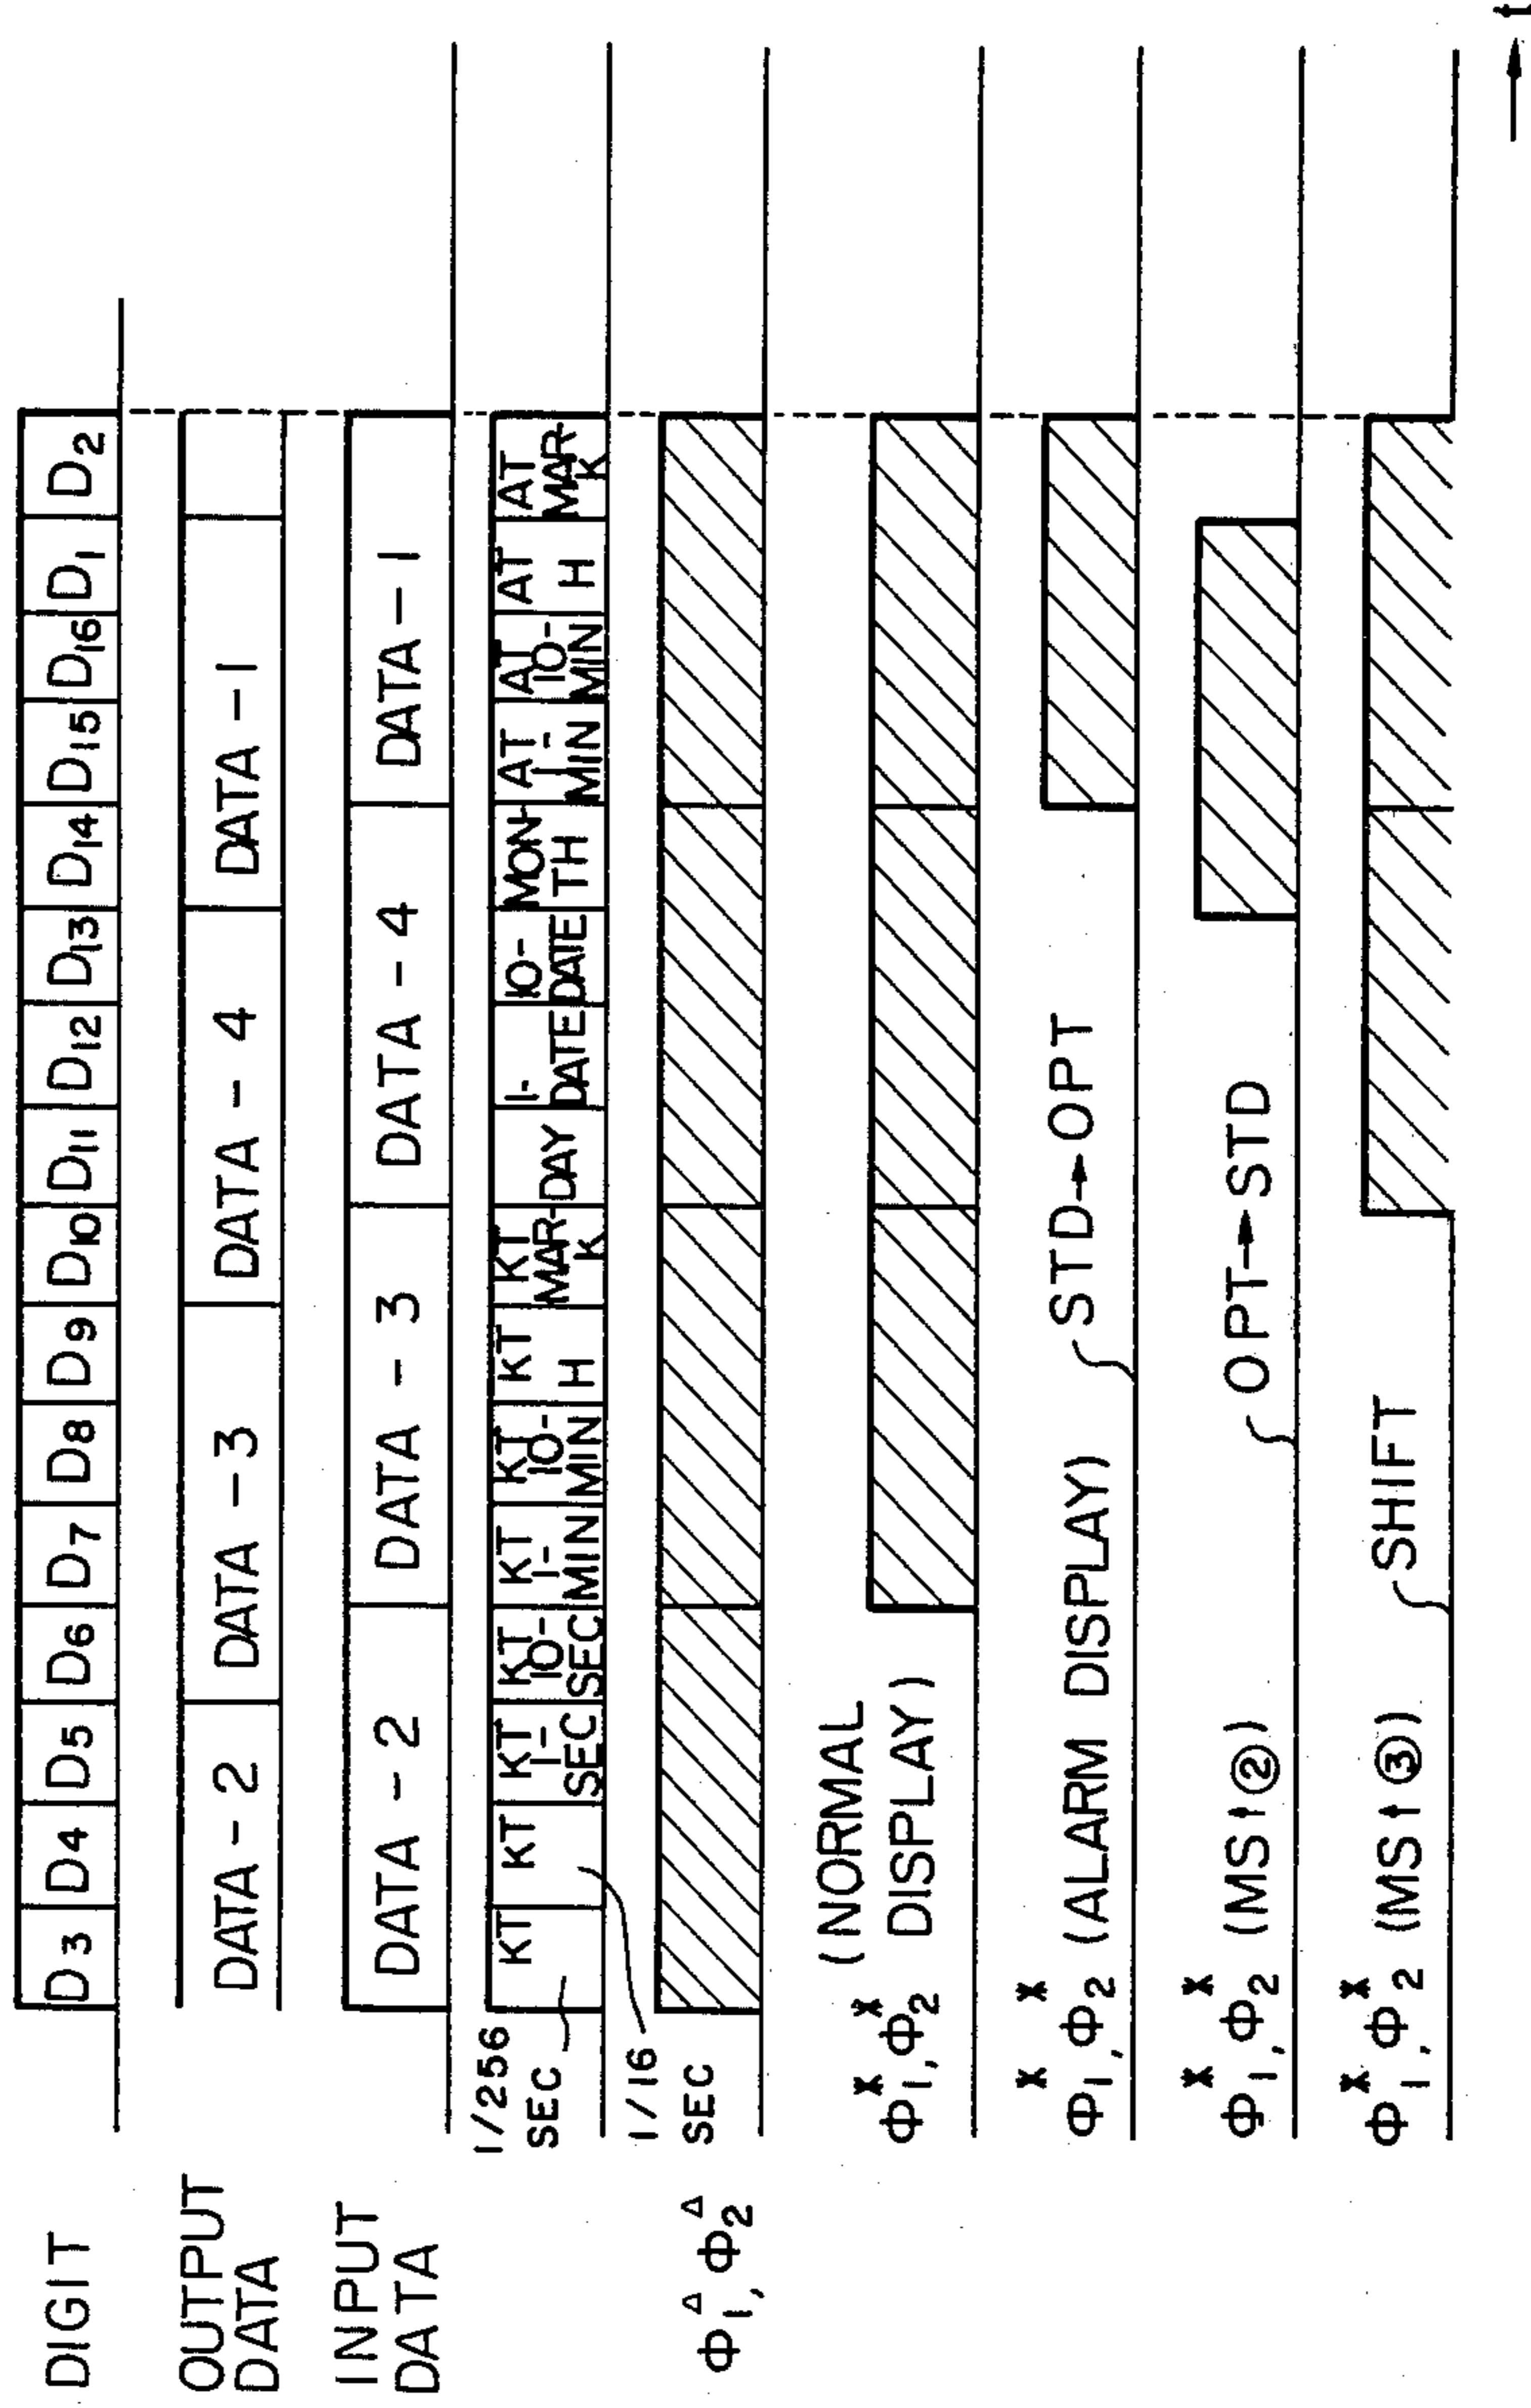 DIGIT
D3 D4 D5 D6 D7 D8 D9 D10 D11 D12 D13 D14 D15 D16 D1 D2
OUTPUT
DATA
DATA-2 DATA-3 DATA-4 DATA-1
INPUT
DATA
DATA-2 DATA-3 DATA-4 DATA-1
1/256
SEC
KT
KT
KT
1-
SEC
KT
10-
SEC
KT
1-
MIN
KT
10-
MIN
KT
H
KT
MAR-
K
DAY
1-
DATE
10-
DATE
MON-
TH
AT
1-
MIN
AT
10-
MIN
AT
H
AT
MAR-
K
1/16
SEC
Φ1△, Φ2△
Φ1*, Φ2* (NORMAL
DISPLAY)
Φ1*, Φ2* (ALARM DISPLAY) STD→OPT
Φ1*, Φ2* (MS↑②) OPT→STD
Φ1*, Φ2* (MS↑③) SHIFT
→ t